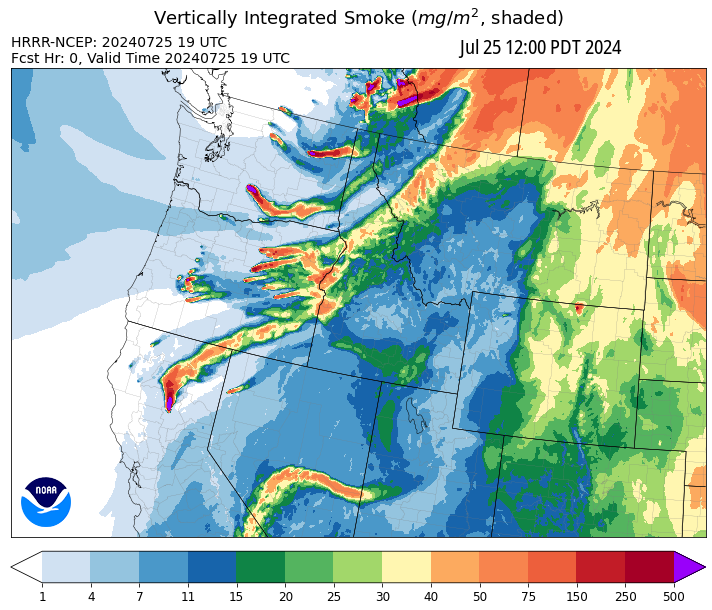 Vertically Integrated Smoke (mg/m², shaded)
HRRR-NCEP: 20240725 19 UTC
Jul 25 12:00 PDT 2024
Fcst Hr: 0, Valid Time 20240725 19 UTC
NOAA
1 4 7 11 15 20 25 30 40 50 75 150 250 500